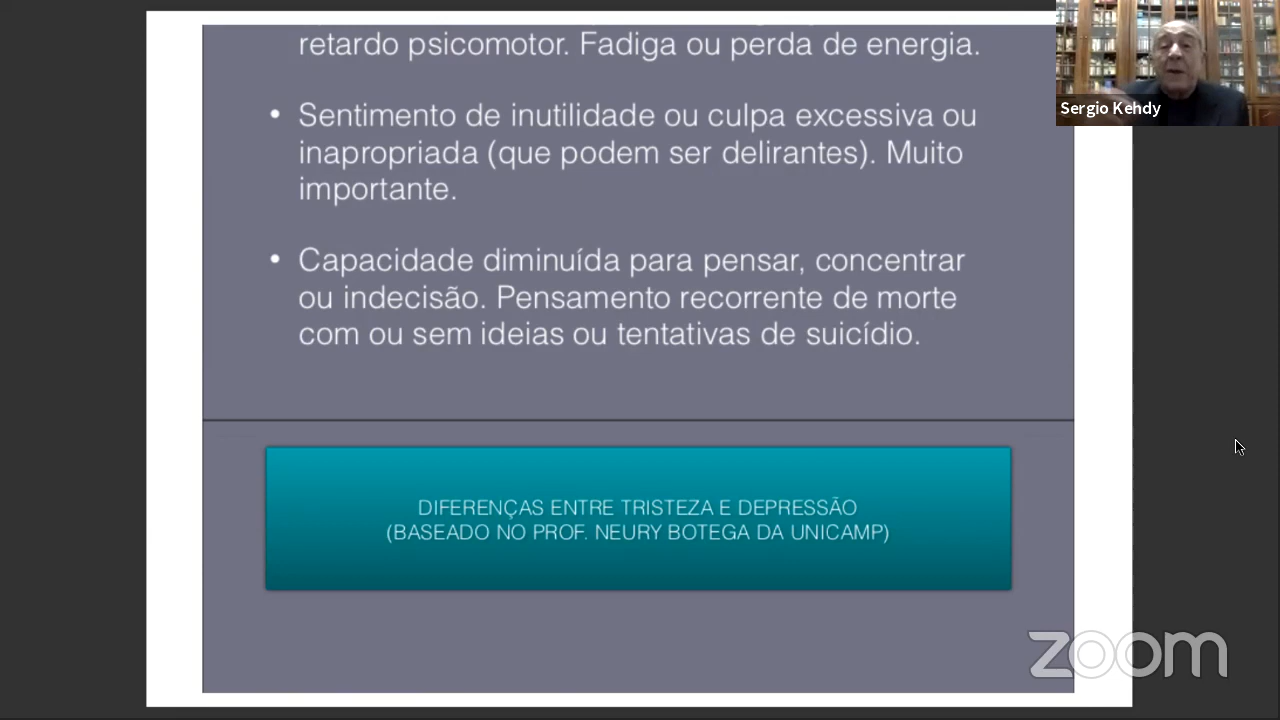 retardo psicomotor. Fadiga ou perda de energia.
Sergio Kehdy
• Sentimento de inutilidade ou culpa excessiva ou
inapropriada (que podem ser delirantes). Muito
importante.
• Capacidade diminuída para pensar, concentrar
ou indecisão. Pensamento recorrente de morte
com ou sem ideias ou tentativas de suicídio.
DIFERENÇAS ENTRE TRISTEZA E DEPRESSÃO
(BASEADO NO PROF. NEURY BOTEGA DA UNICAMP)
zoom